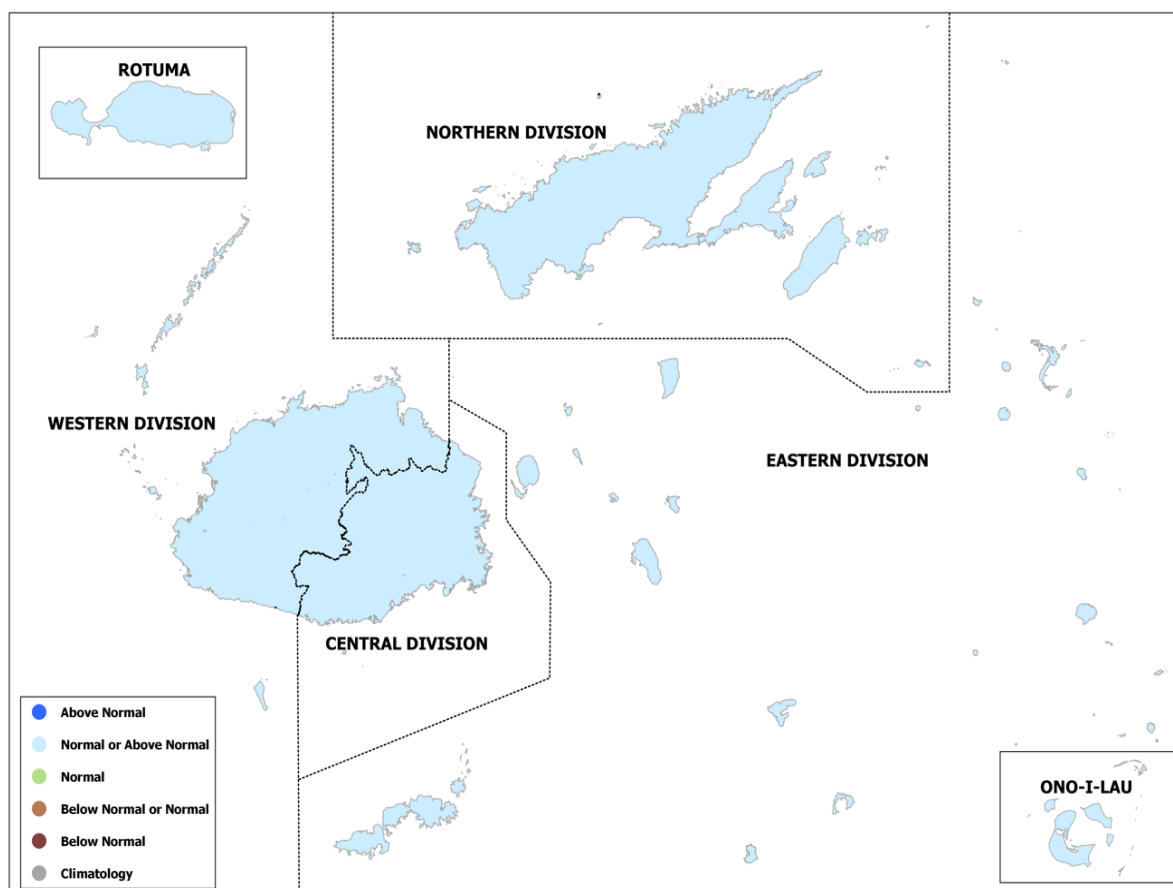 ROTUMA
NORTHERN DIVISION
WESTERN DIVISION
EASTERN DIVISION
CENTRAL DIVISION
Above Normal
Normal or Above Normal
Normal
Below Normal or Normal
Below Normal
Climatology
ONO-I-LAU